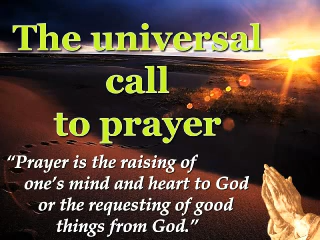 The universal
call
to prayer
“Prayer is the raising of
one’s mind and heart to God
or the requesting of good
things from God.”